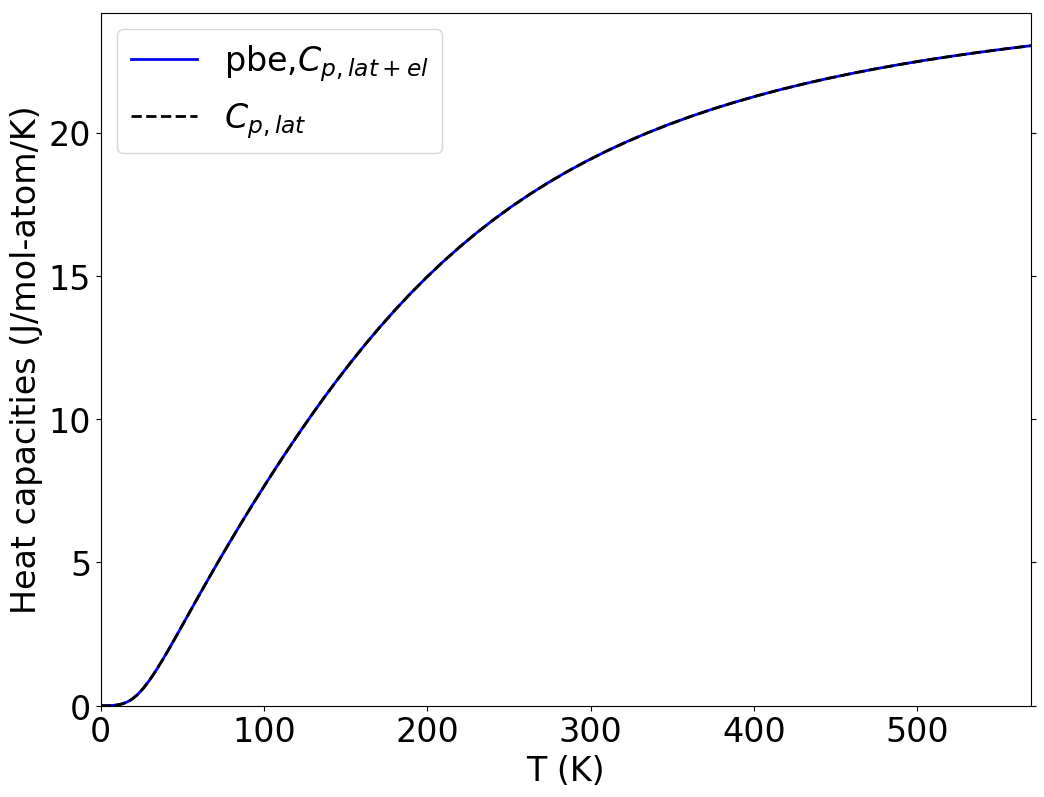 pbe,C_{p,lat+el}
C_{p,lat}
Heat capacities (J/mol-atom/K)
20
15
10
5
0
0 100 200 300 400 500
T (K)